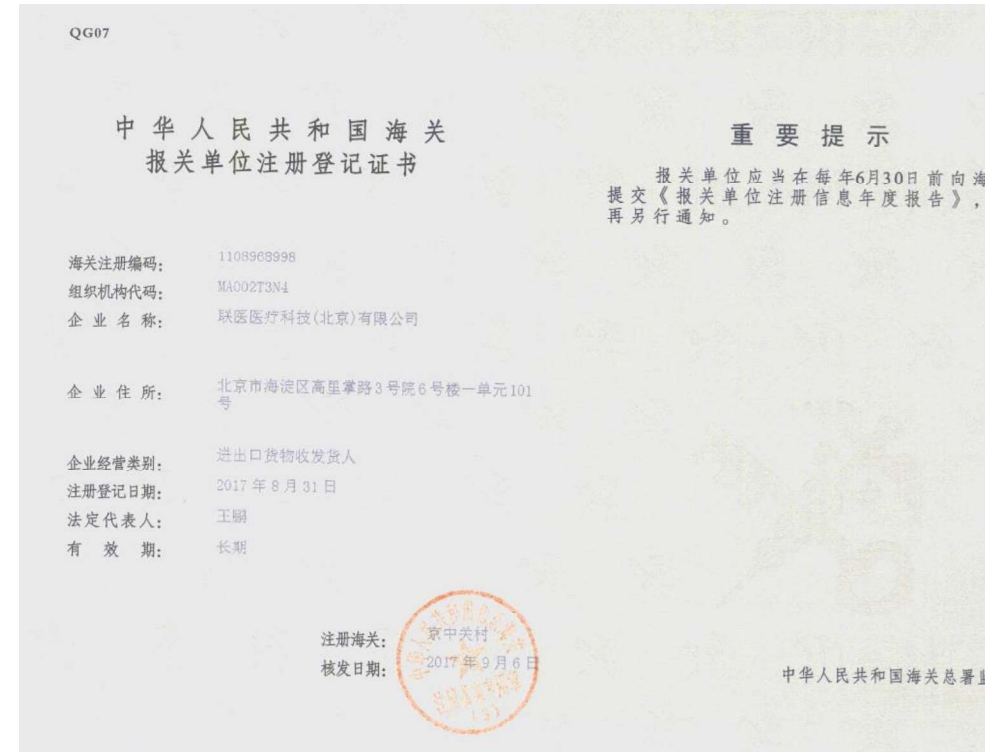 QG07
中华人民共和国海关
报关单位注册登记证书
海关注册编码： 1108968998
组织机构代码： MA002T3N4
企业名称： 联医医疗科技(北京)有限公司
企业住所： 北京市海淀区高里掌路3号院6号楼一单元101
号
企业经营类别： 进出口货物收发货人
注册登记日期： 2017年8月31日
法定代表人： 王鹏
有效期： 长期
注册海关： 京中关村
核发日期： 2017年9月6日
重要提示
报关单位应当在每年6月30日前向海
提交《报关单位注册信息年度报告》，
再另行通知。
中华人民共和国海关总署监